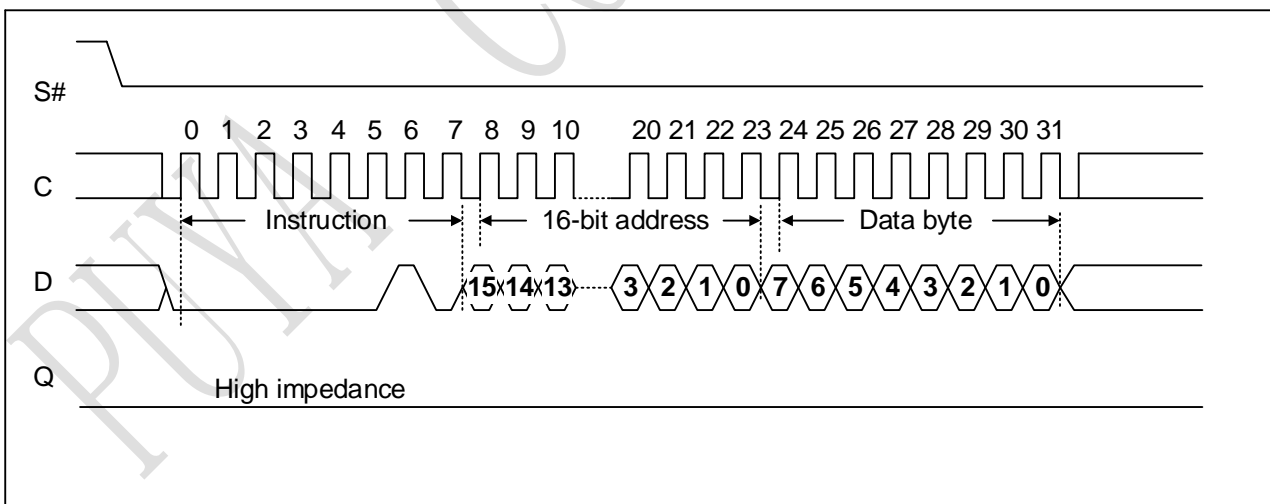 PUYA
S#
0 1 2 3 4 5 6 7 8 9 10 20 21 22 23 24 25 26 27 28 29 30 31
C
Instruction 16-bit address Data byte
D
15 14 13 3 2 1 0 7 6 5 4 3 2 1 0
Q
High impedance